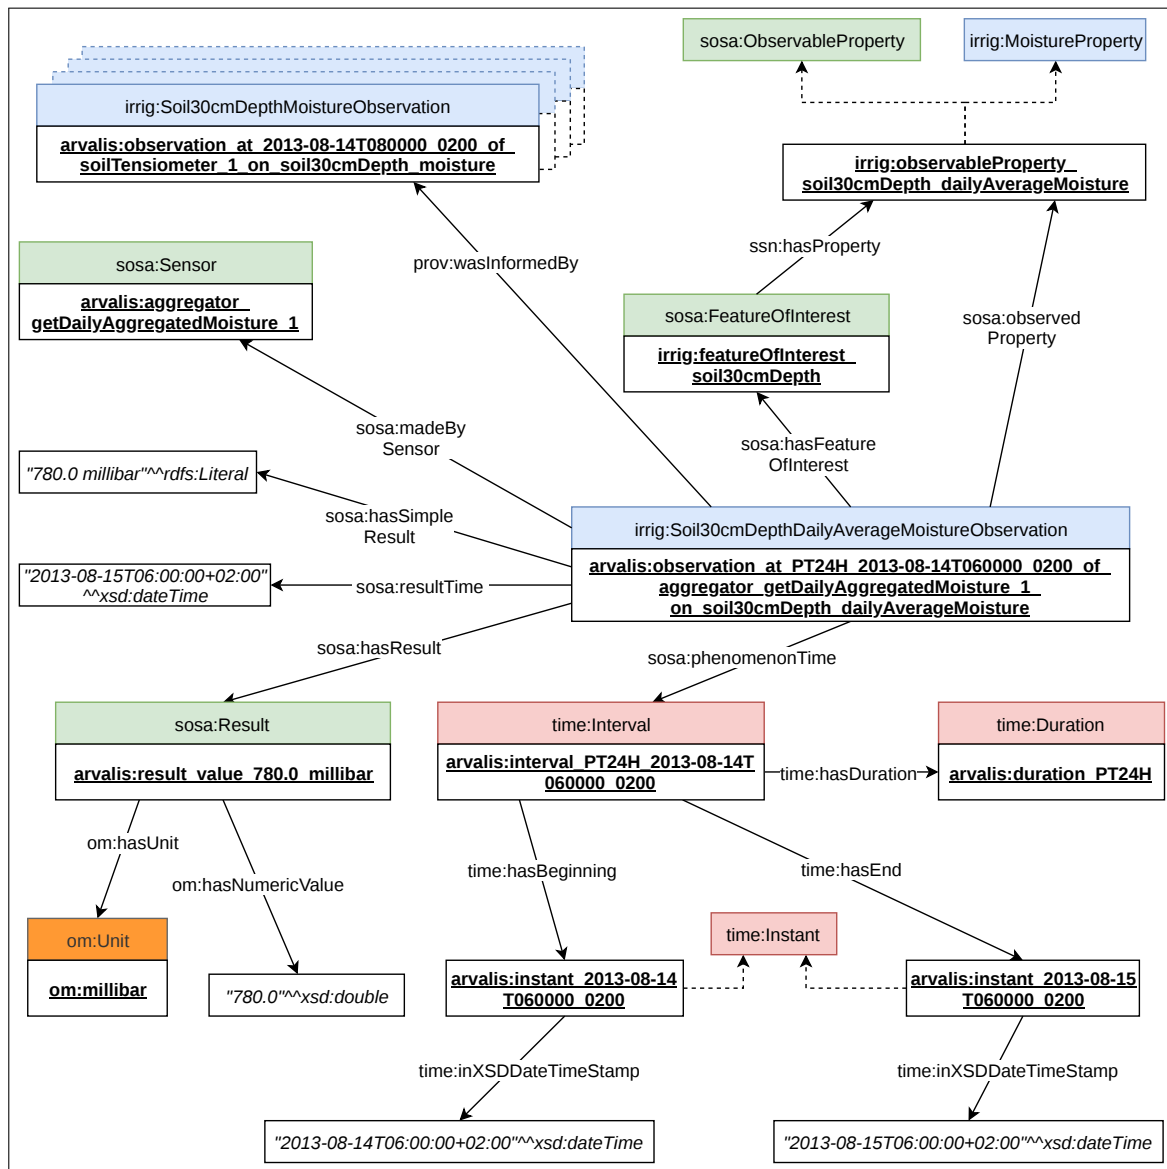 sosa:ObservableProperty
irrig:MoistureProperty
irrig:Soil30cmDepthMoistureObservation
arvalis:observation_at_2013-08-14T080000_0200_of_
soilTensiometer_1_on_soil30cmDepth_moisture
irrig:observableProperty_
soil30cmDepth_dailyAverageMoisture
ssn:hasProperty
prov:wasInformedBy
sosa:Sensor
arvalis:aggregator_
getDailyAggregatedMoisture_1
sosa:FeatureOfInterest
irrig:featureOfInterest_
soil30cmDepth
sosa:observed
Property
sosa:madeBy
Sensor
sosa:hasFeature
OfInterest
"780.0 millibar"^^rdfs:Literal
sosa:hasSimple
Result
irrig:Soil30cmDepthDailyAverageMoistureObservation
arvalis:observation_at_PT24H_2013-08-14T060000_0200_of_
aggregator_getDailyAggregatedMoisture_1_
on_soil30cmDepth_dailyAverageMoisture
"2013-08-15T06:00:00+02:00"
^^xsd:dateTime
sosa:resultTime
sosa:hasResult
sosa:phenomenonTime
sosa:Result
arvalis:result_value_780.0_millibar
time:Interval
arvalis:interval_PT24H_2013-08-14T
060000_0200
time:hasDuration
time:Duration
arvalis:duration_PT24H
om:hasUnit
om:hasNumericValue
time:hasBeginning
time:hasEnd
om:Unit
om:millibar
"780.0"^^xsd:double
time:Instant
arvalis:instant_2013-08-14
T060000_0200
arvalis:instant_2013-08-15
T060000_0200
time:inXSDDateTimeStamp
time:inXSDDateTimeStamp
"2013-08-14T06:00:00+02:00"^^xsd:dateTime
"2013-08-15T06:00:00+02:00"^^xsd:dateTime